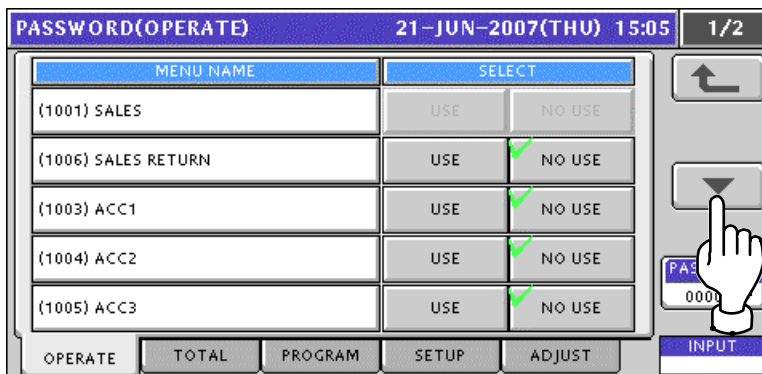 PASSWORD(OPERATE) 21-JUN-2007(THU) 15:05 1/2
MENU NAME SELECT
(1001) SALES USE NO USE
(1006) SALES RETURN USE NO USE
(1003) ACC1 USE NO USE
(1004) ACC2 USE NO USE
(1005) ACC3 USE NO USE
OPERATE TOTAL PROGRAM SETUP ADJUST INPUT